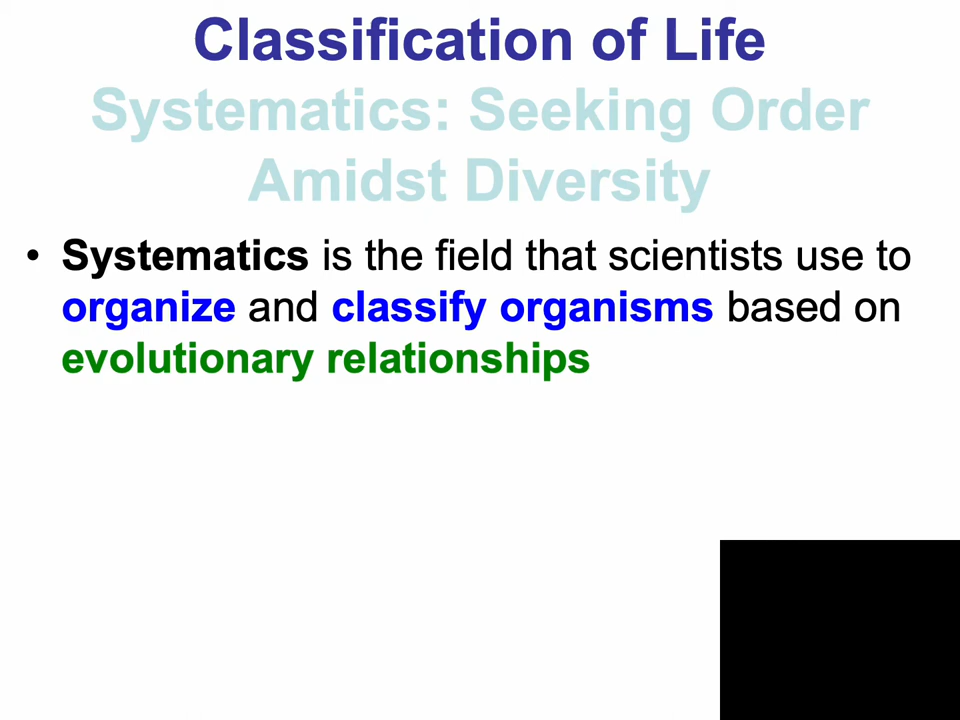 Classification of Life
Systematics: Seeking Order
Amidst Diversity
• Systematics is the field that scientists use to
organize and classify organisms based on
evolutionary relationships